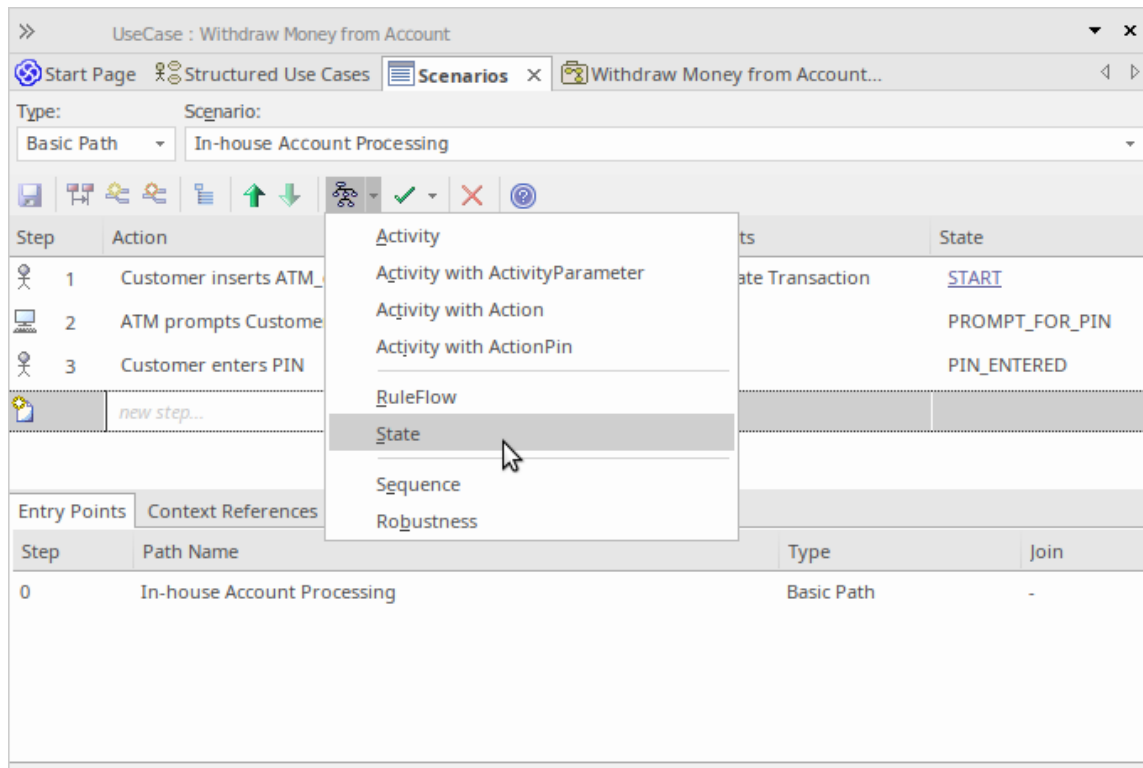 UseCase : Withdraw Money from Account
Start Page Structured Use Cases Scenarios Withdraw Money from Account...
Type: Scenario:
Basic Path In-house Account Processing
Step Action ts State
Activity
Activity with ActivityParameter
Activity with Action
Activity with ActionPin
RuleFlow
State
Sequence
Robustness
1 Customer inserts ATM_ ate Transaction START
2 ATM prompts Custome PROMPT_FOR_PIN
3 Customer enters PIN PIN_ENTERED
new step...
Entry Points Context References
Step Path Name Type Join
0 In-house Account Processing Basic Path -